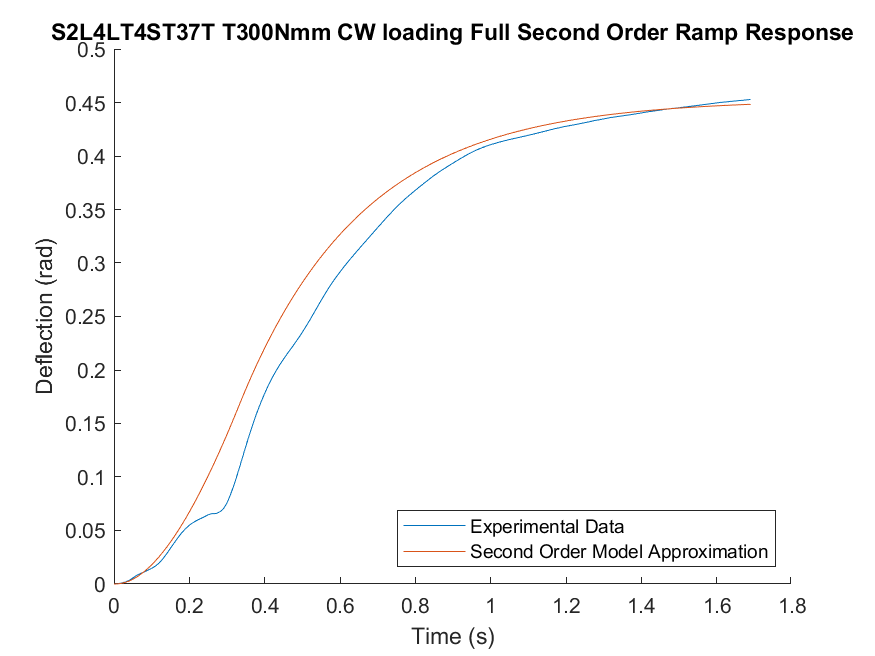 S2L4LT4ST37T T300Nmm CW loading Full Second Order Ramp Response
0.5
0.45
0.4
0.35
0.3
0.25
0.2
0.15
0.1
0.05
0
Deflection (rad)
Experimental Data
Second Order Model Approximation
0 0.2 0.4 0.6 0.8 1 1.2 1.4 1.6 1.8
Time (s)